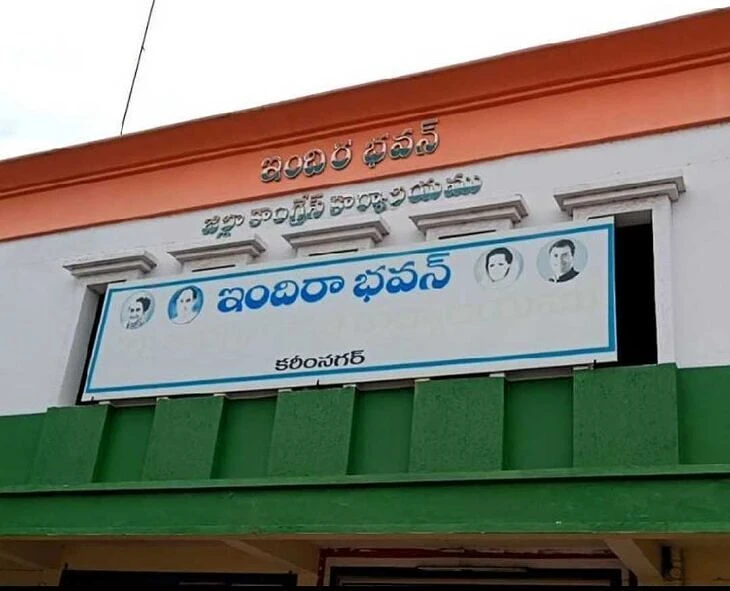 ఇందిర భవన్
జిల్లా కాంగ్రేస్ కార్యాలయము
ఇందిరా భవన్
కరీంనగర్